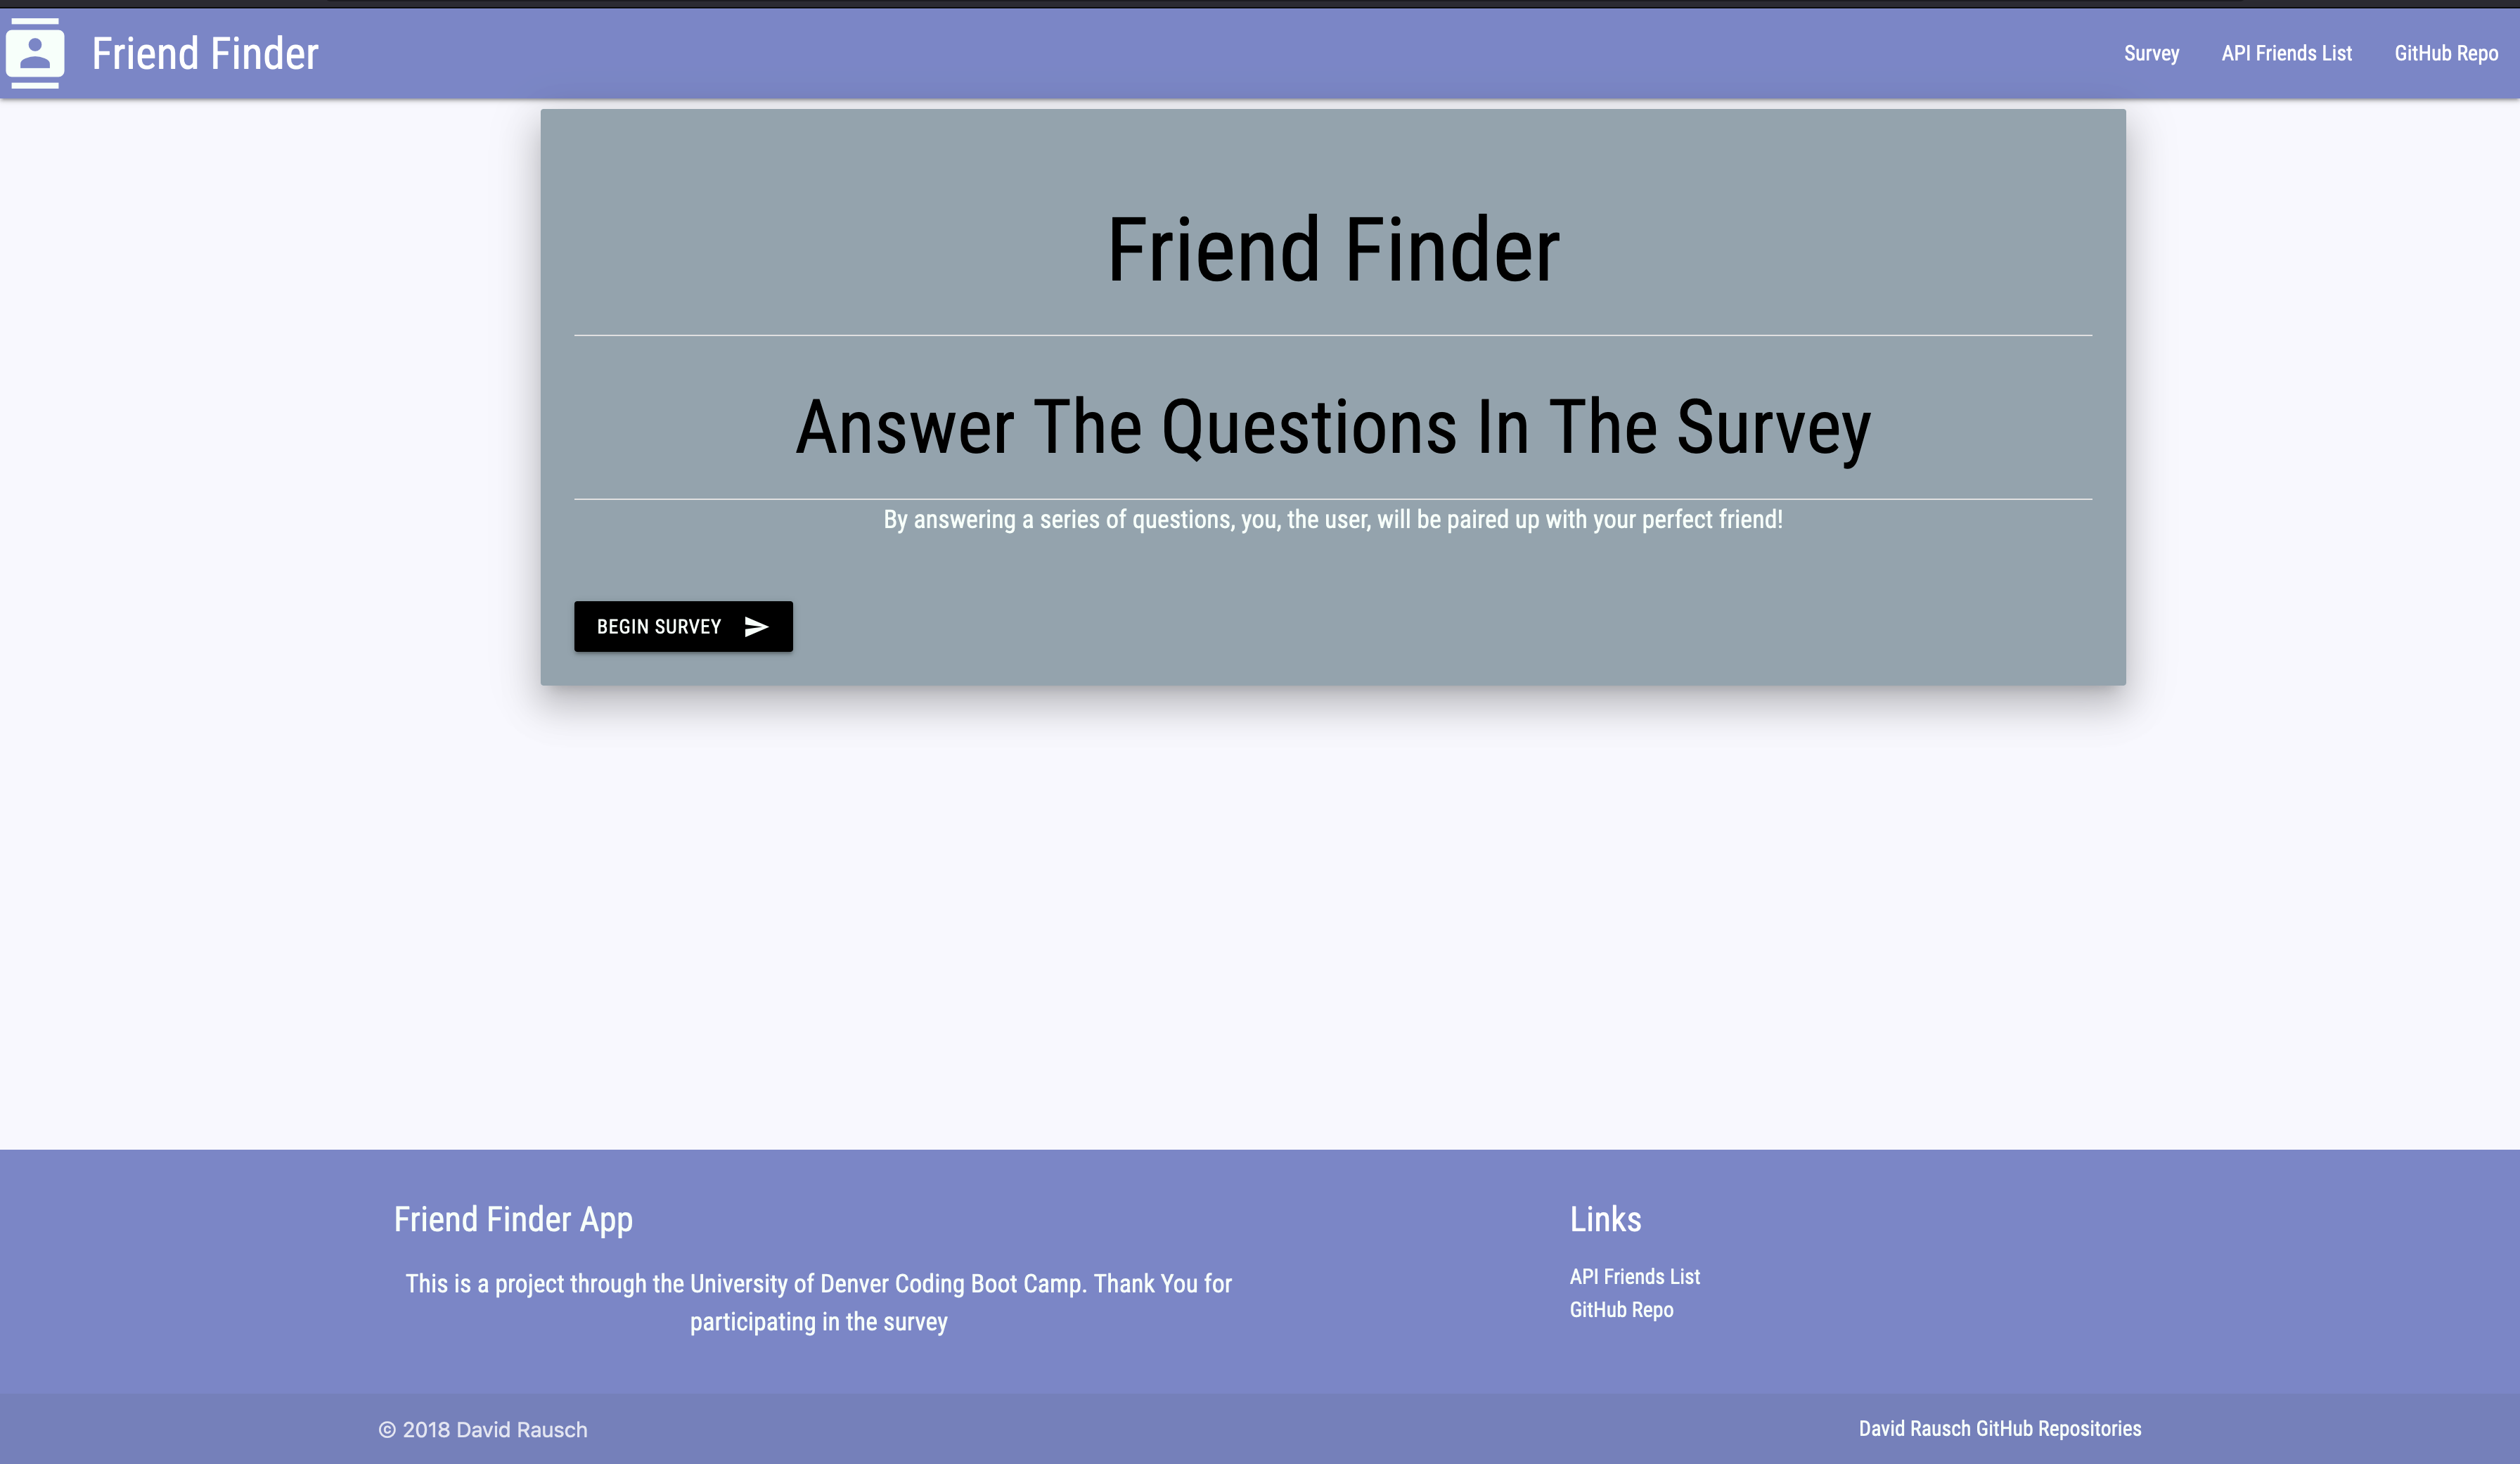 Friend Finder
Survey
API Friends List
GitHub Repo
Friend Finder
Answer The Questions In The Survey
By answering a series of questions, you, the user, will be paired up with your perfect friend!
BEGIN SURVEY
Friend Finder App
This is a project through the University of Denver Coding Boot Camp. Thank You for
participating in the survey
Links
API Friends List
GitHub Repo
© 2018 David Rausch
David Rausch GitHub Repositories